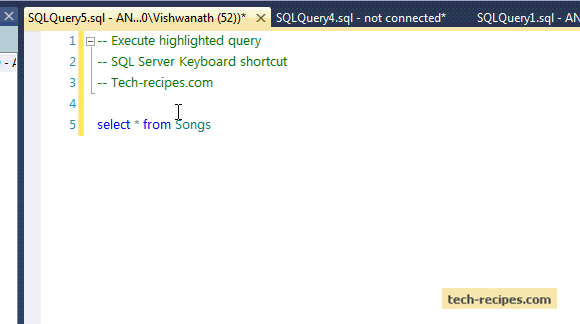 SQLQuery5.sql - AN...0\Vishwanath (52))* SQLQuery4.sql - not connected* SQLQuery1.sql - AN
1 -- Execute highlighted query
2 -- SQL Server Keyboard shortcut
3 -- Tech-recipes.com
4
5 select * from Songs
tech-recipes.com